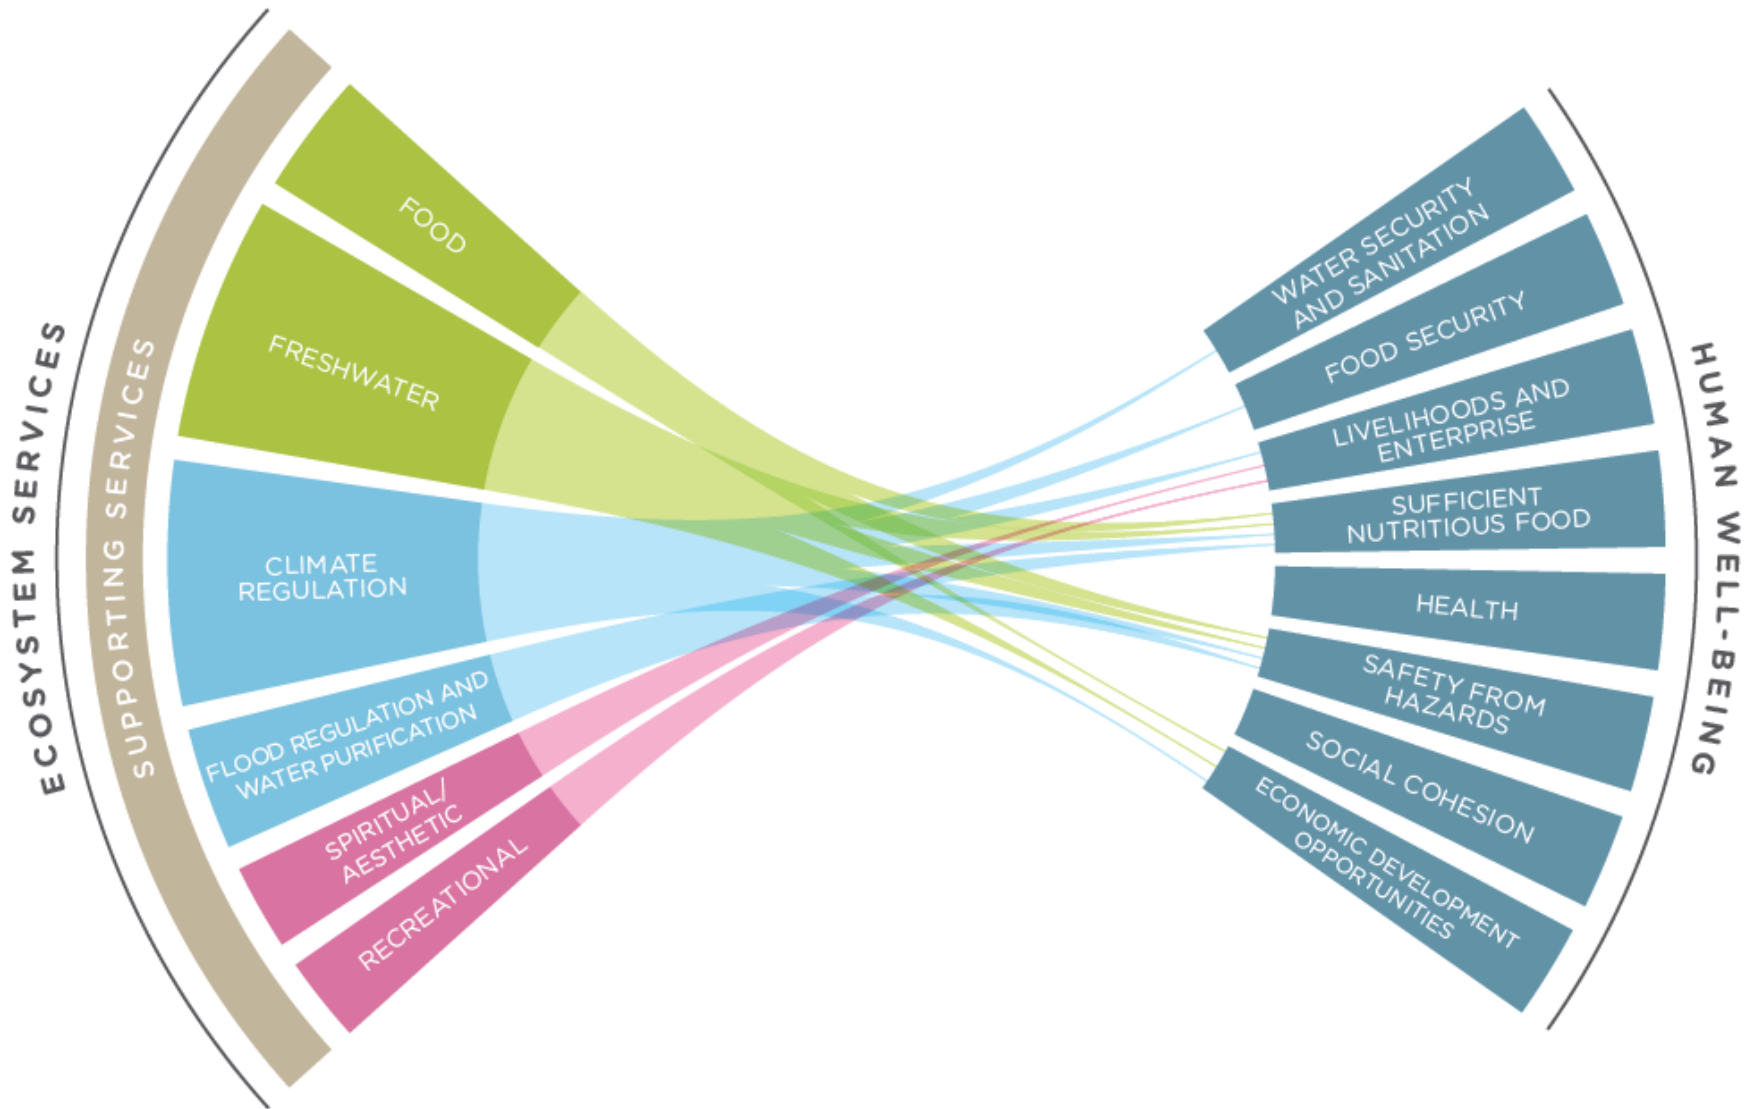 ECOSYSTEM SERVICES
SUPPORTING SERVICES
FOOD
FRESHWATER
CLIMATE
REGULATION
FLOOD REGULATION AND
WATER PURIFICATION
SPIRITUAL/
AESTHETIC
RECREATIONAL
WATER SECURITY
AND SANITATION
FOOD SECURITY
LIVELIHOODS AND
ENTERPRISE
SUFFICIENT
NUTRITIOUS FOOD
HEALTH
SAFETY FROM
HAZARDS
SOCIAL COHESION
ECONOMIC DEVELOPMENT
OPPORTUNITIES
HUMAN WELL-BEING